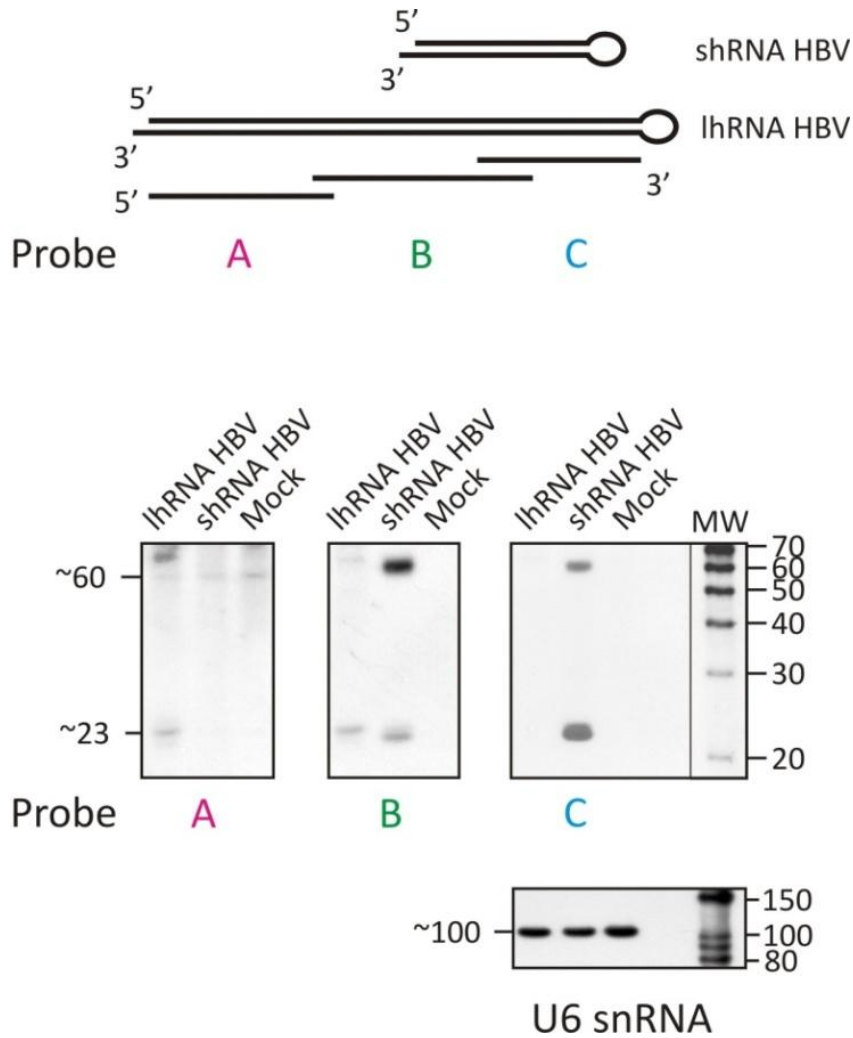 5’
shRNA HBV
3’
5’
lhRNA HBV
3’
3’
5’
Probe A B C
lhRNA HBV shRNA HBV Mock lhRNA HBV shRNA HBV Mock lhRNA HBV shRNA HBV Mock MW
70
~60 60
50
40
30
~23
20
Probe A B C
150
~100 100
80
U6 snRNA